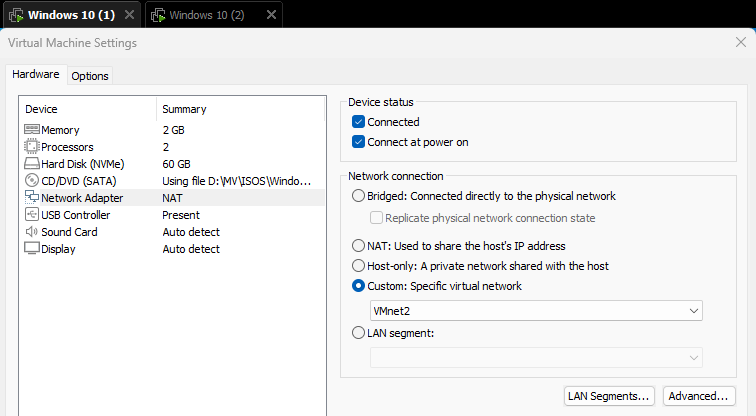 Windows 10 (1) Windows 10 (2)
Virtual Machine Settings
Hardware Options
Device Summary
Memory 2 GB
Processors 2
Hard Disk (NVMe) 60 GB
CD/DVD (SATA) Using file D:\MV\ISOS\Windo...
Network Adapter NAT
USB Controller Present
Sound Card Auto detect
Display Auto detect
Device status
Connected
Connect at power on
Network connection
Bridged: Connected directly to the physical network
Replicate physical network connection state
NAT: Used to share the host's IP address
Host-only: A private network shared with the host
Custom: Specific virtual network
VMnet2
LAN segment:
LAN Segments... Advanced...